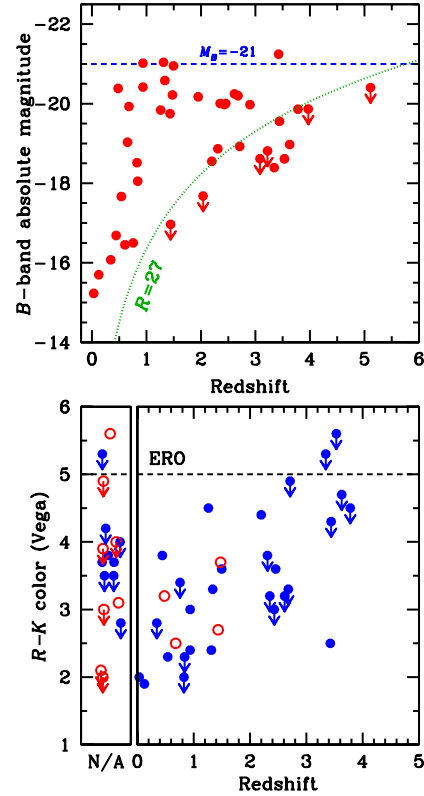 B-band absolute magnitude
−22
−20
−18
−16
−14
M_B=−21
R=27
0 1 2 3 4 5 6
Redshift
R-K color (Vega)
6
5
4
3
2
1
ERO
N/A 0 1 2 3 4 5 6
Redshift